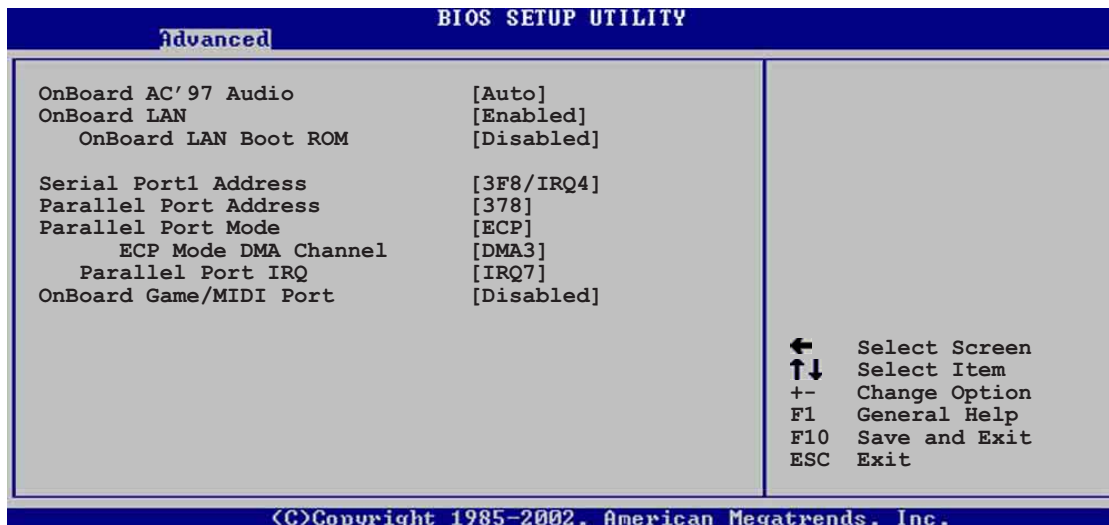 BIOS SETUP UTILITY
Advanced
OnBoard AC'97 Audio [Auto]
OnBoard LAN [Enabled]
OnBoard LAN Boot ROM [Disabled]
Serial Port1 Address [3F8/IRQ4]
Parallel Port Address [378]
Parallel Port Mode [ECP]
ECP Mode DMA Channel [DMA3]
Parallel Port IRQ [IRQ7]
OnBoard Game/MIDI Port [Disabled]
← Select Screen
↑↓ Select Item
+- Change Option
F1 General Help
F10 Save and Exit
ESC Exit
(C)Copyright 1985-2002, American Megatrends, Inc.